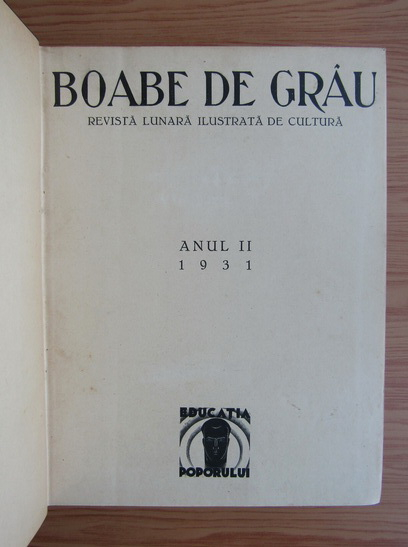 BOABE DE GRÂU
REVISTĂ LUNARĂ ILUSTRATĂ DE CULTURĂ
ANUL II
1931
EDUCAȚIA
POPORULUI